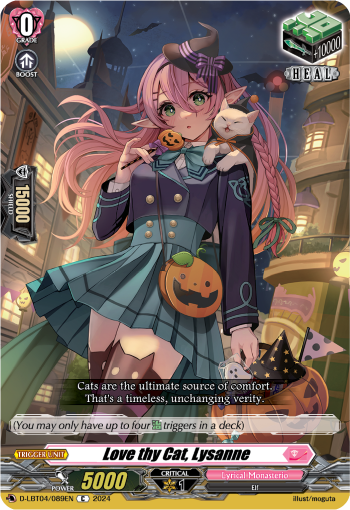 0
GRADE
BOOST
+10000
HEAL
15000
SHIELD
Cats are the ultimate source of comfort.
That's a timeless, unchanging verity.
(You may only have up to four 治 triggers in a deck)
TRIGGER UNIT
Love thy Cat, Lysanne
POWER 5000
CRITICAL
1
Lyrical Monasterio
Elf
D-LBT04/089EN C 2024
illust/moguta